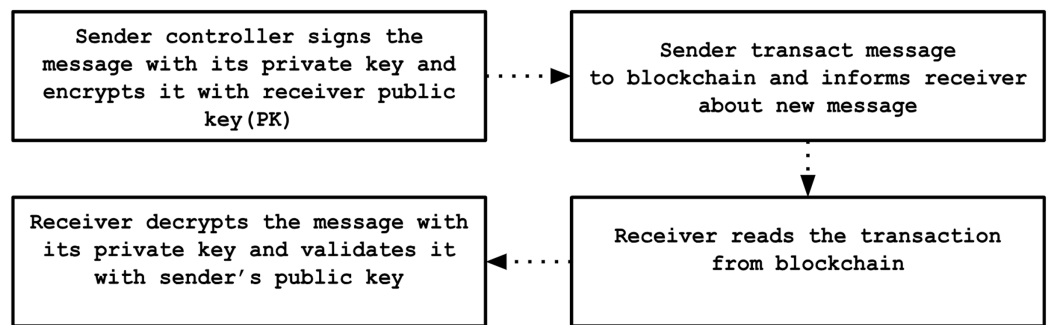 Sender controller signs the
message with its private key and
encrypts it with receiver public
key(PK)
Sender transact message
to blockchain and informs receiver
about new message
Receiver reads the transaction
from blockchain
Receiver decrypts the message with
its private key and validates it
with sender's public key